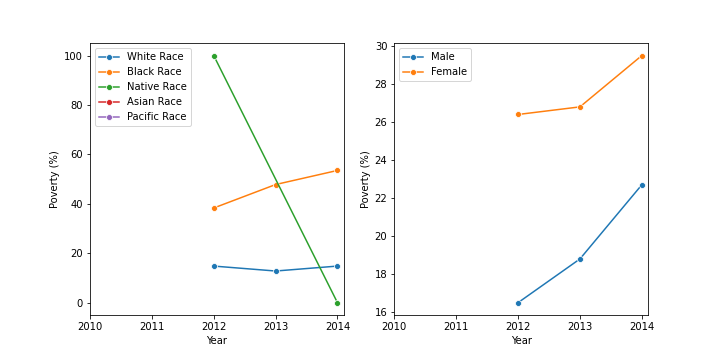 White Race
Black Race
Native Race
Asian Race
Pacific Race
100
80
60
40
20
0
Poverty (%)
2010 2011 2012 2013 2014
Year
Male
Female
30
28
26
24
22
20
18
16
Poverty (%)
2010 2011 2012 2013 2014
Year